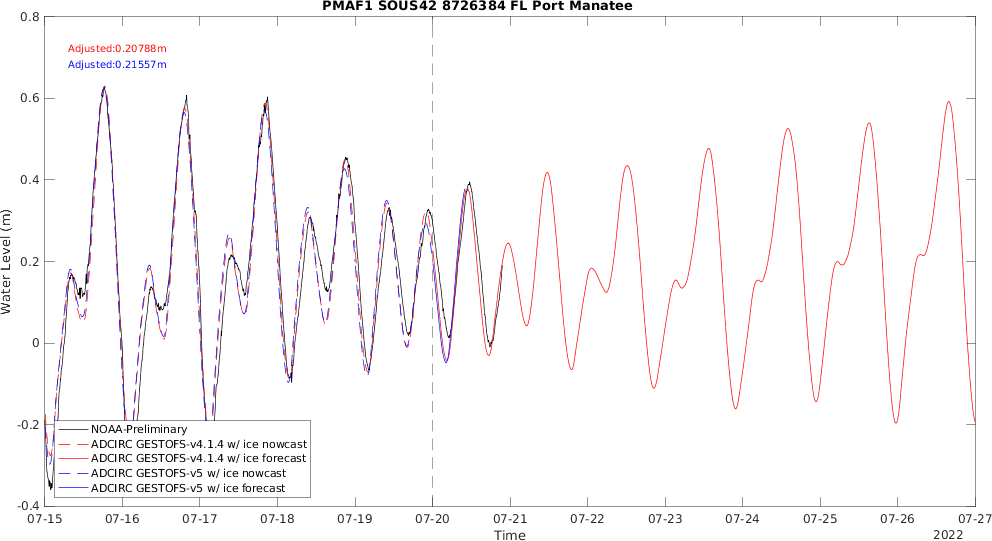 PMAF1 SOUS42 8726384 FL Port Manatee
Adjusted:0.20788m
Adjusted:0.21557m
0.8
0.6
0.4
0.2
0
-0.2
-0.4
Water Level (m)
NOAA-Preliminary
ADCIRC GESTOFS-v4.1.4 w/ ice nowcast
ADCIRC GESTOFS-v4.1.4 w/ ice forecast
ADCIRC GESTOFS-v5 w/ ice nowcast
ADCIRC GESTOFS-v5 w/ ice forecast
07-15 07-16 07-17 07-18 07-19 07-20 07-21 07-22 07-23 07-24 07-25 07-26 07-27
Time
2022